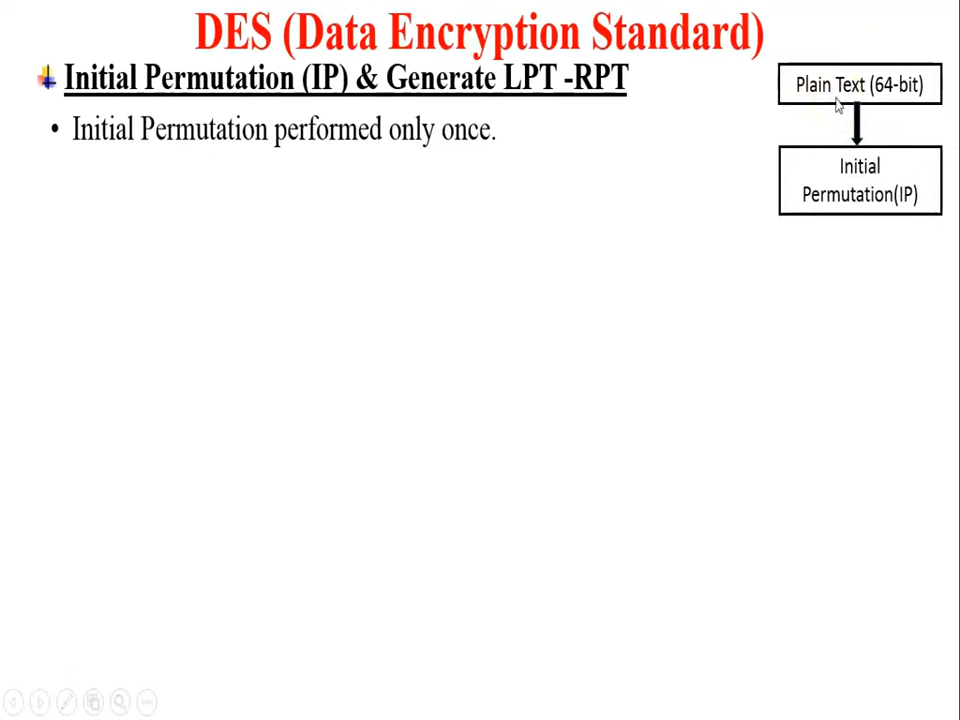 DES (Data Encryption Standard)
Initial Permutation (IP) & Generate LPT -RPT
• Initial Permutation performed only once.
Plain Text (64-bit)
Initial
Permutation(IP)